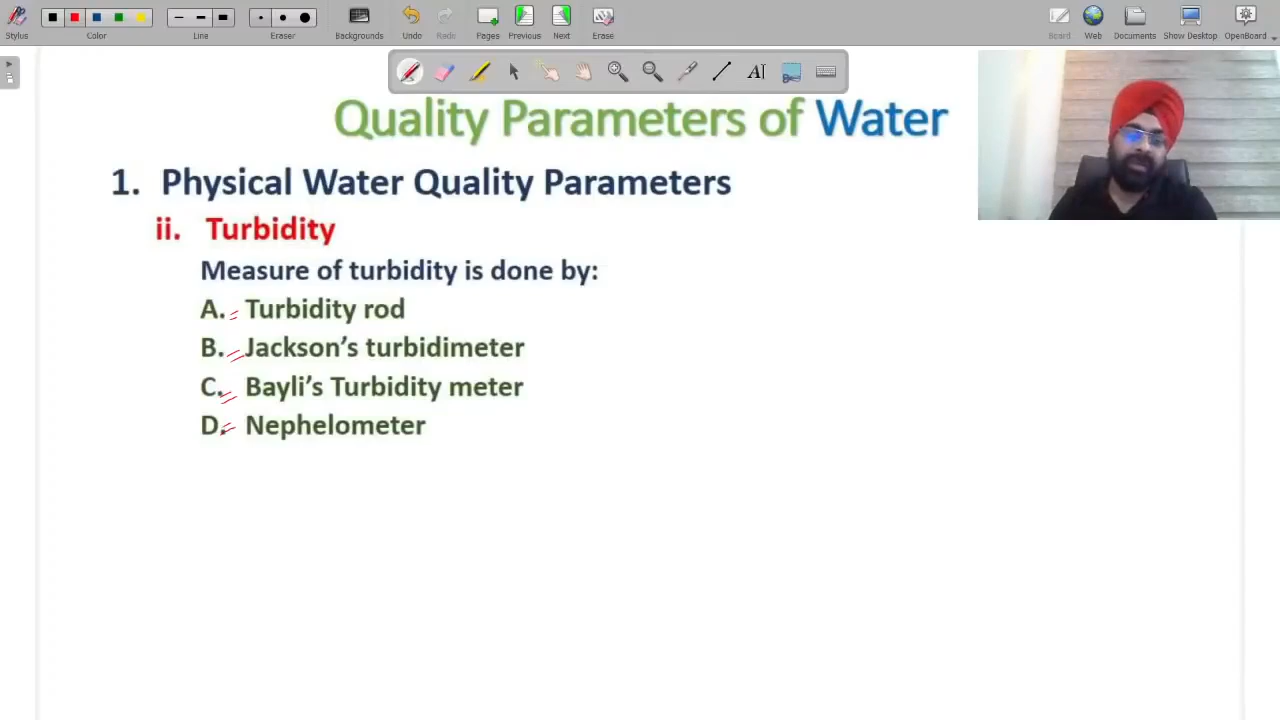 Stylus
Color
Line
Eraser
Backgrounds
Undo
Redo
Pages
Previous
Next
Erase
Board
Web
Documents
Show Desktop
OpenBoard
AI
Quality Parameters of Water
1. Physical Water Quality Parameters
ii. Turbidity
Measure of turbidity is done by:
A. Turbidity rod
B. Jackson’s turbidimeter
C. Bayli’s Turbidity meter
D. Nephelometer